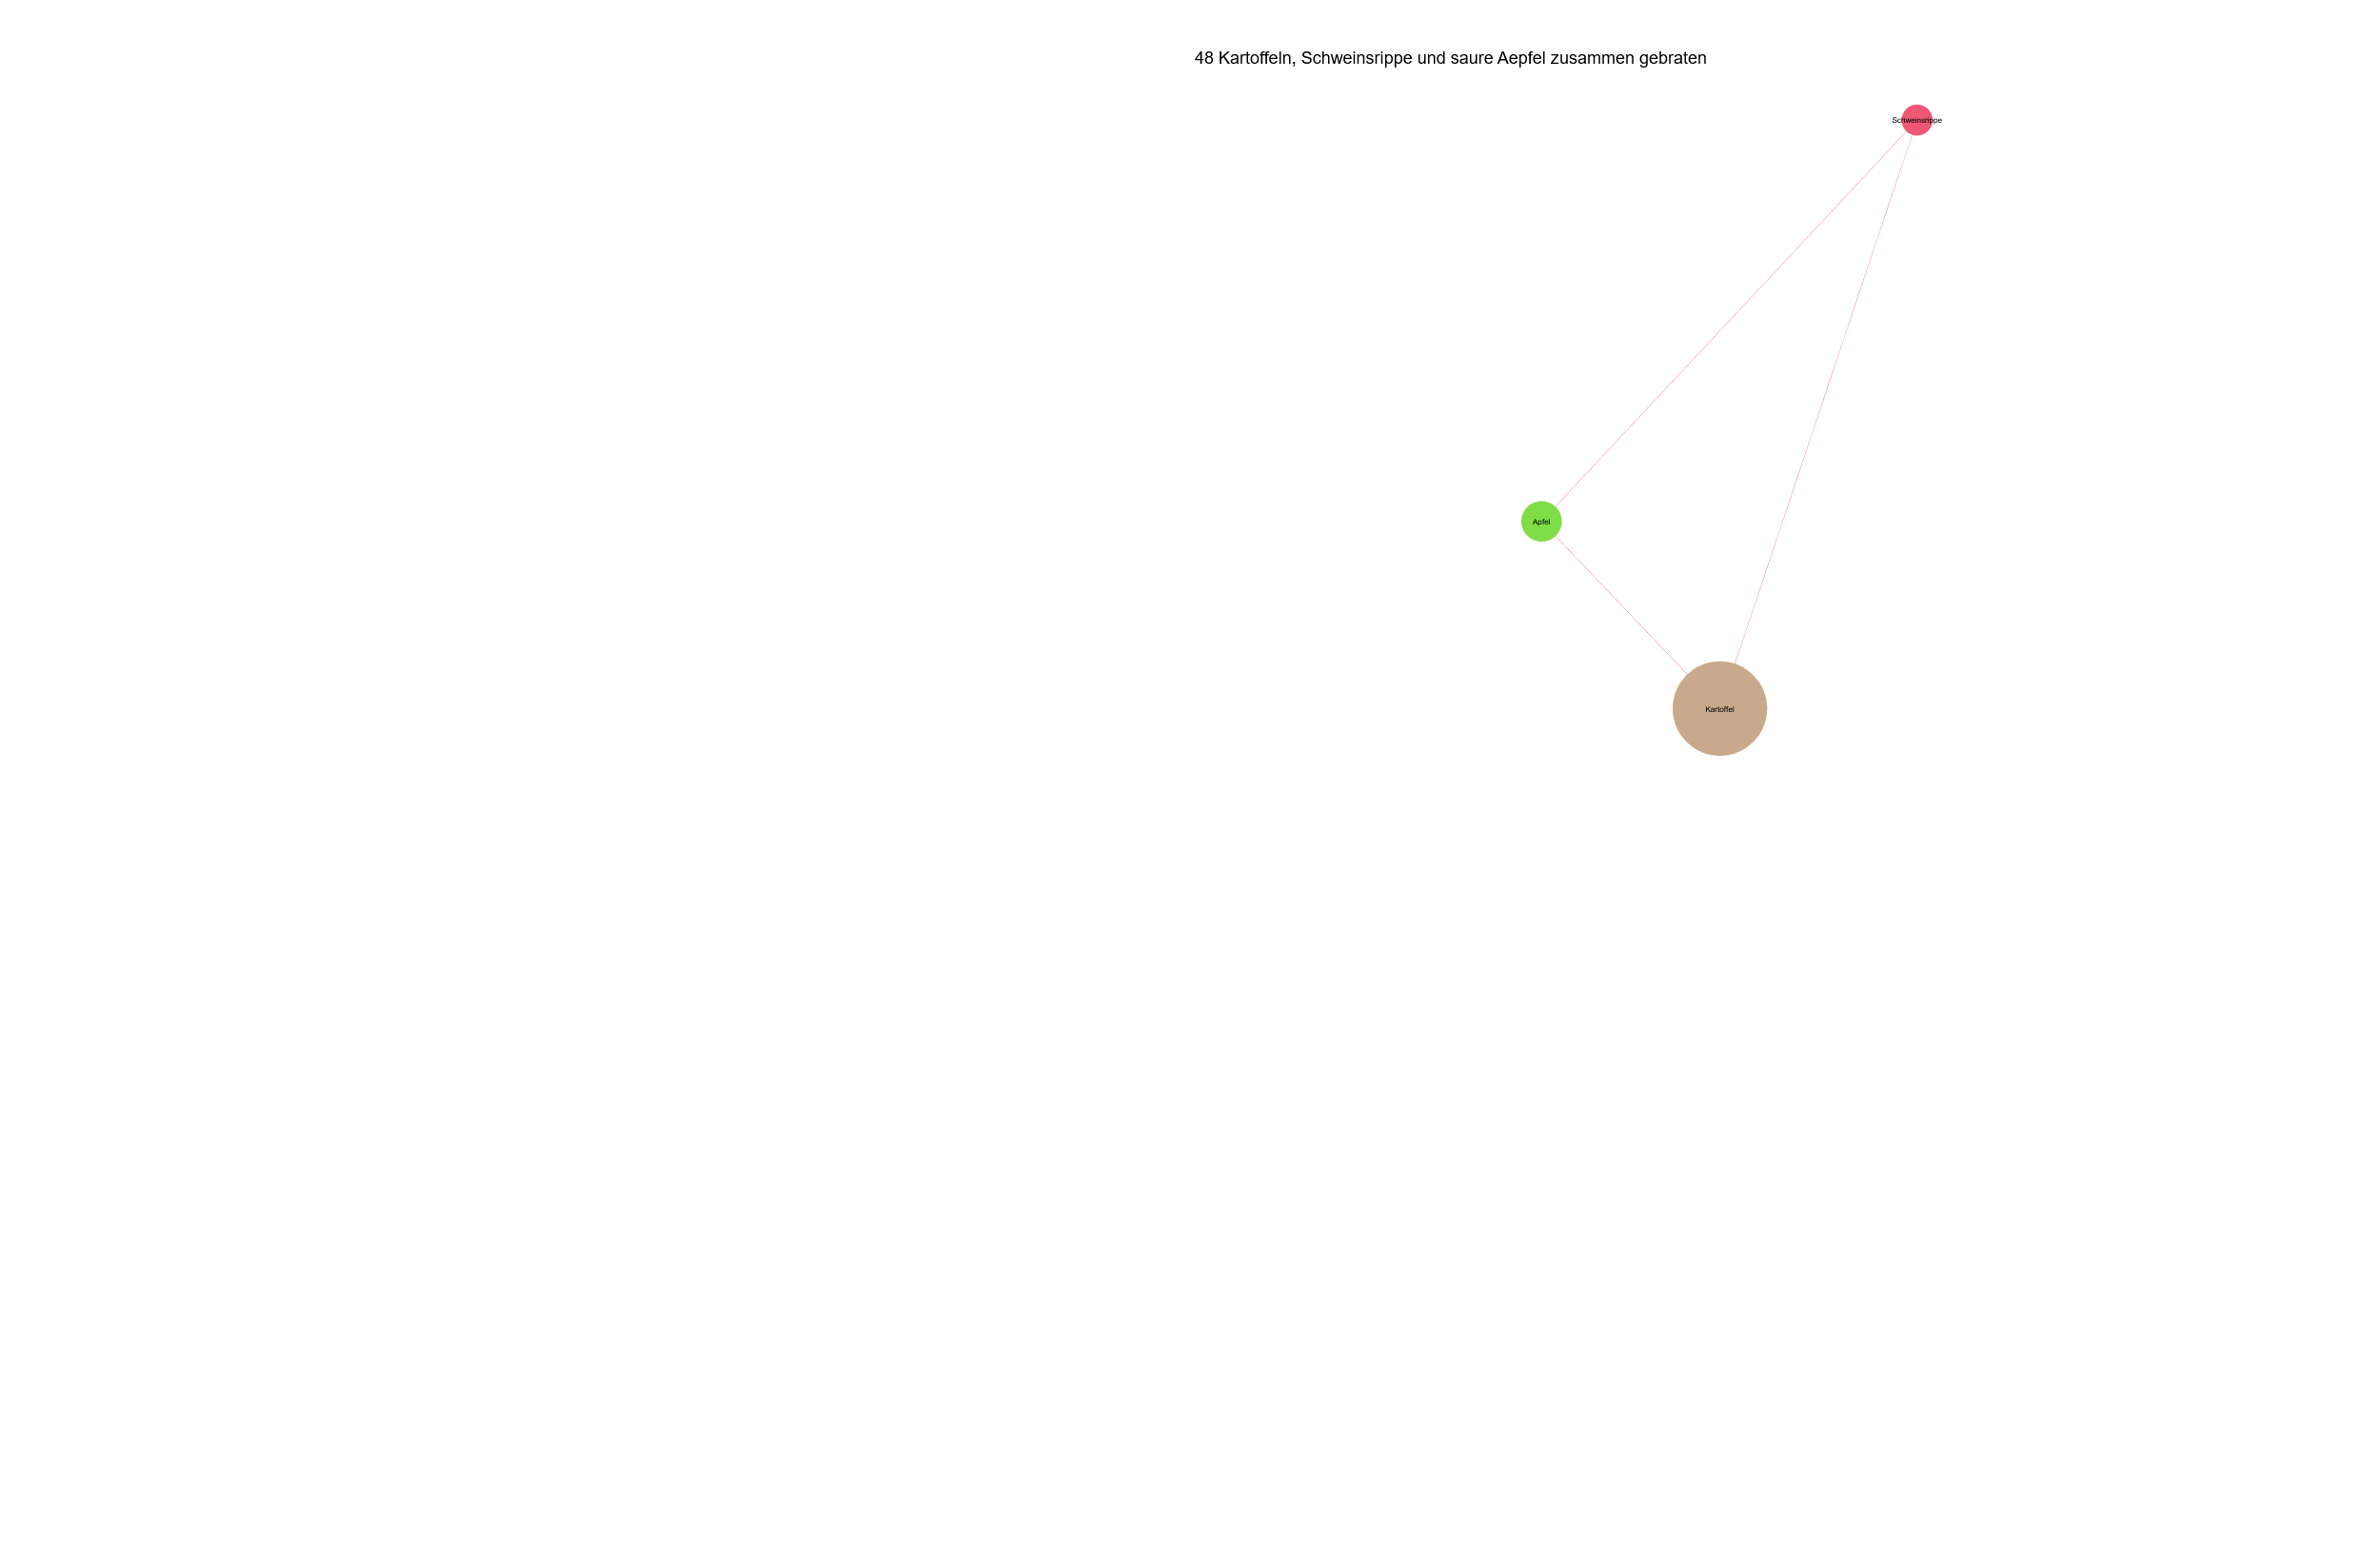 48 Kartoffeln, Schweinsrippe und saure Aepfel zusammen gebraten
Schweinsrippe
Apfel
Kartoffel